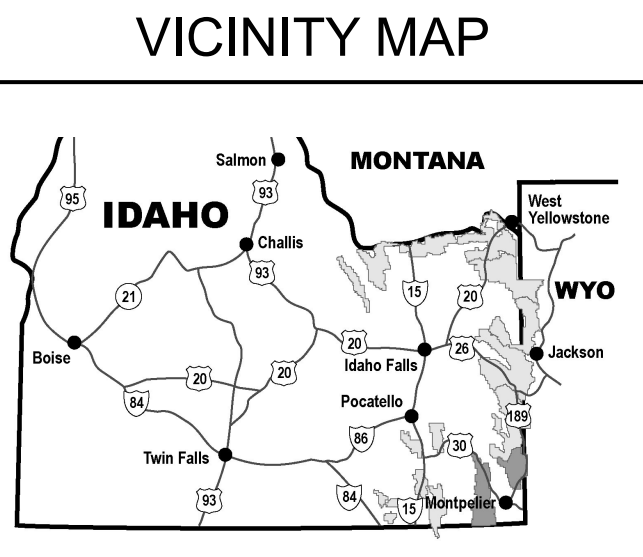 VICINITY MAP
Salmon
MONTANA
95
93
IDAHO
West
Yellowstone
Challis
93
21
15
20
WYO
20
26
Boise
Idaho Falls
Jackson
20
20
84
Pocatello
189
86
30
Twin Falls
93
84
15
Montpelier